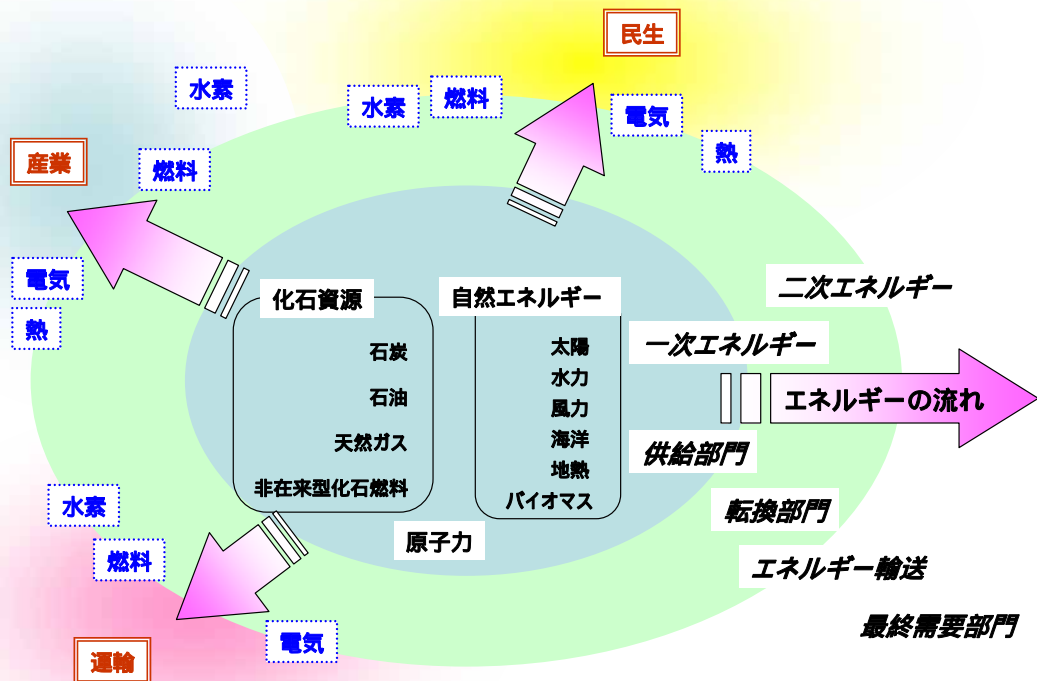 民生
水素
水素
燃料
電気
熱
産業
燃料
電気
熱
化石資源
石炭
石油
天然ガス
非在来型化石燃料
自然エネルギー
太陽
水力
風力
海洋
地熱
バイオマス
原子力
二次エネルギー
一次エネルギー
エネルギーの流れ
供給部門
転換部門
エネルギー輸送
最終需要部門
水素
燃料
電気
運輸